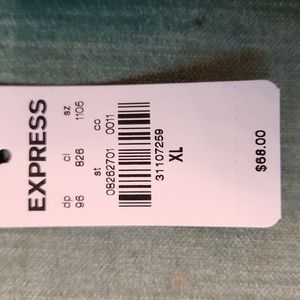 EXPRESS
dp cl sz
96 826 1105
st co
08262701 0011
31107259
XL
$68.00